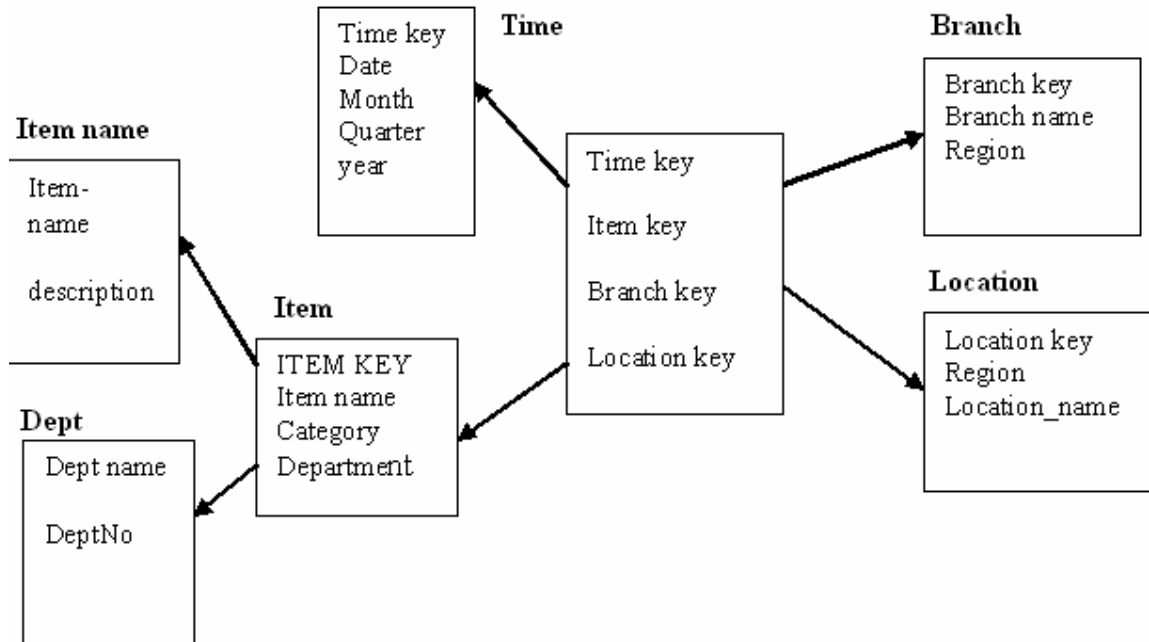 Time
Time key
Date
Month
Quarter
year
Branch
Branch key
Branch name
Region
Item name
Item-
name
description
Time key
Item key
Branch key
Location key
Item
ITEM KEY
Item name
Category
Department
Location
Location key
Region
Location_name
Dept
Dept name
DeptNo